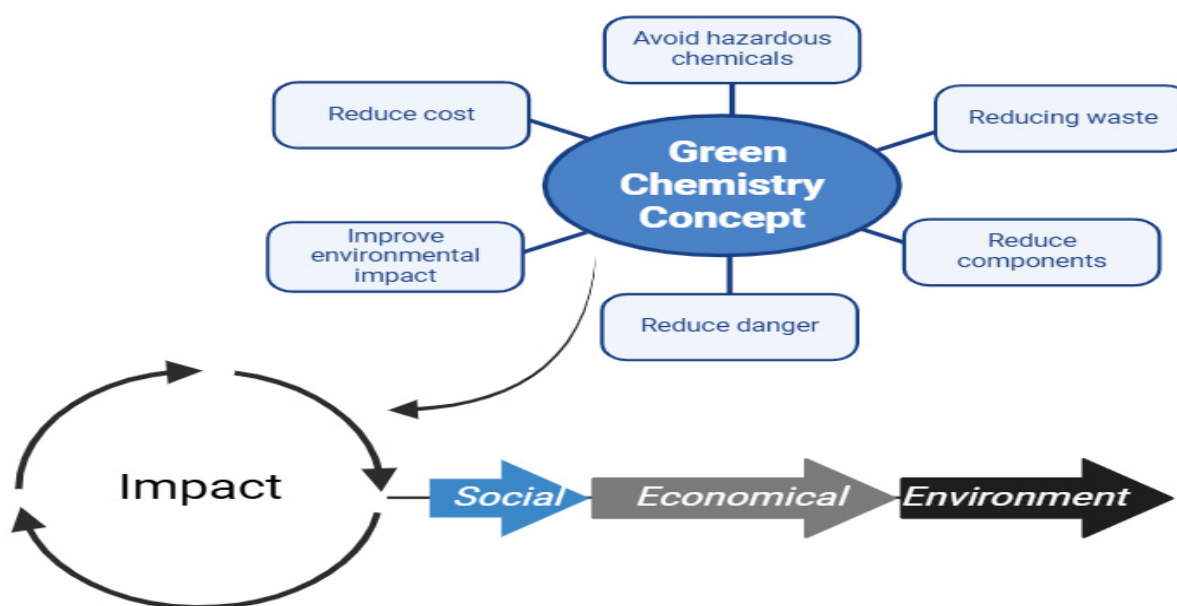 Avoid hazardous
chemicals
Reduce cost
Reducing waste
Green
Chemistry
Concept
Improve
environmental
impact
Reduce
components
Reduce danger
Impact
Social
Economical
Environment